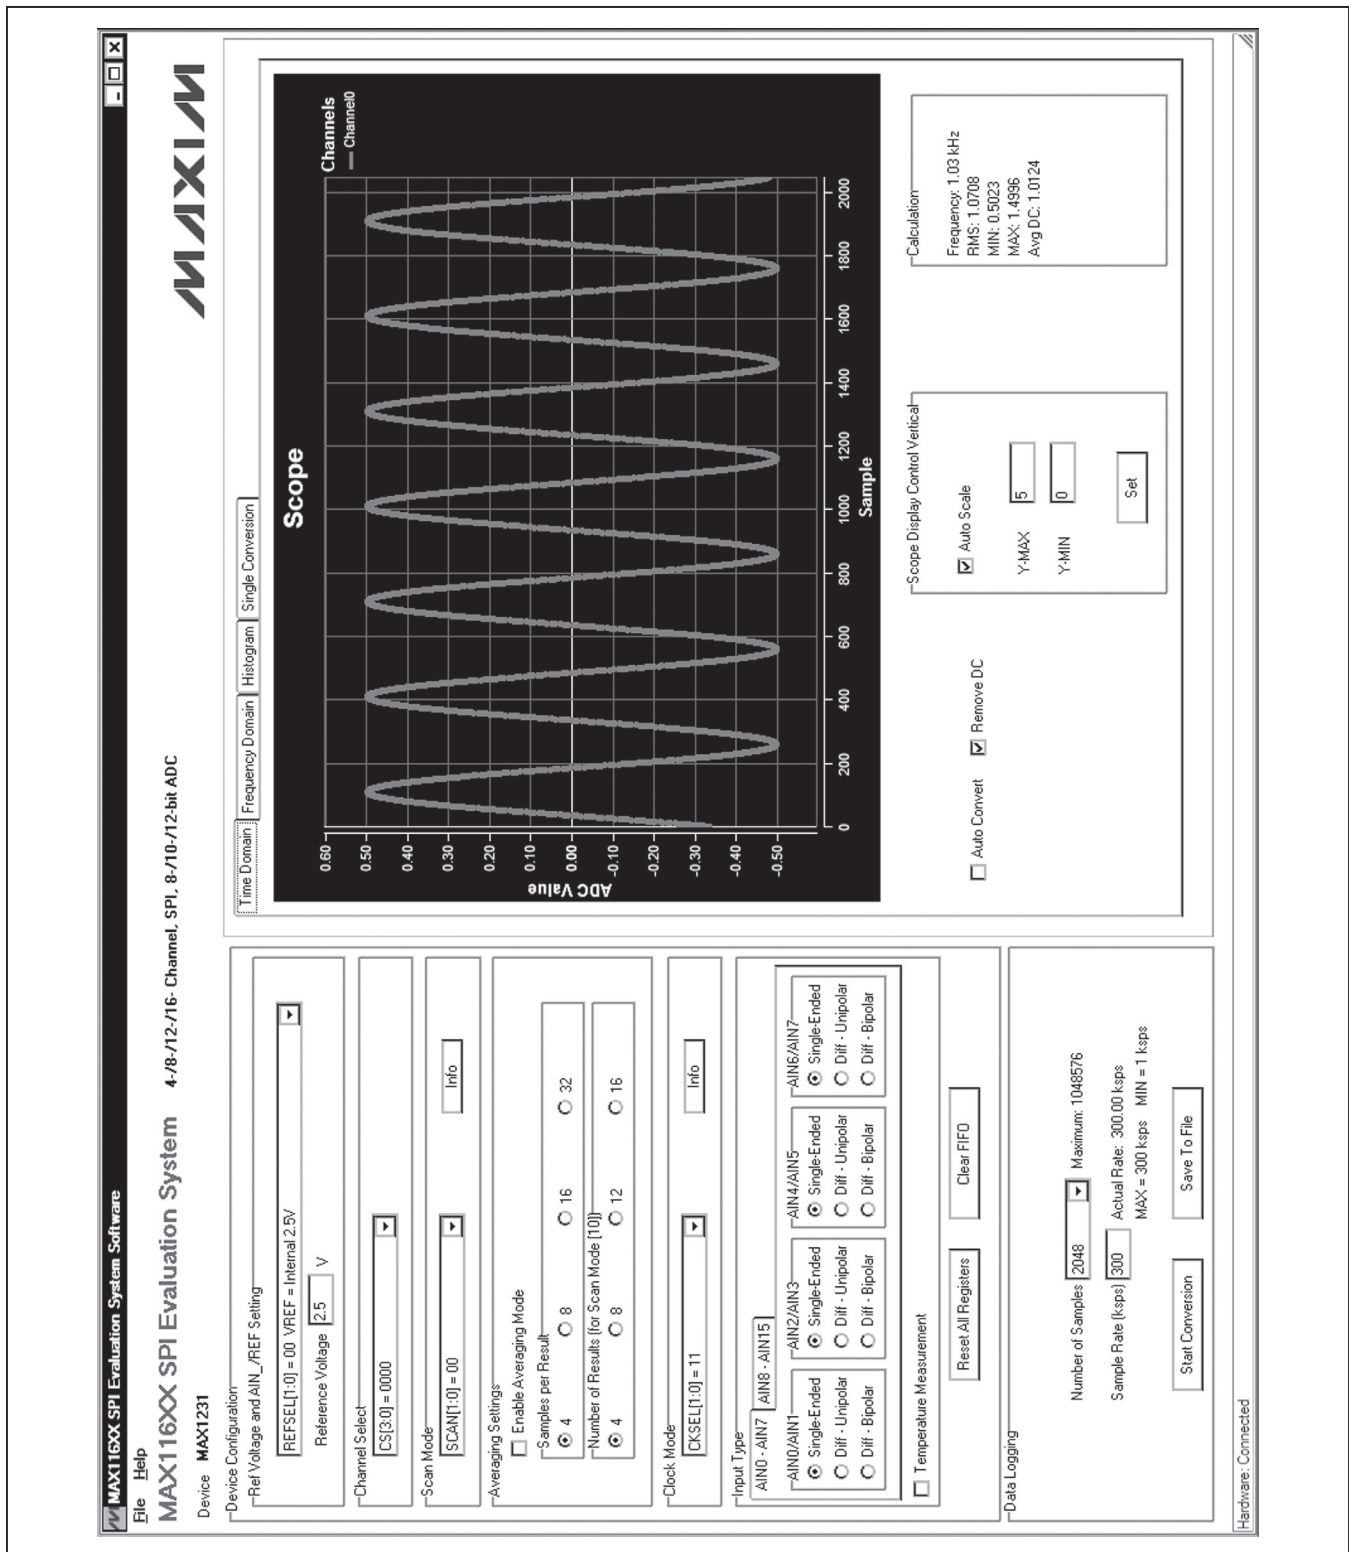 MAX116XX SPI Evaluation System Software
File Help
MAX116XX SPI Evaluation System 4-/8-/12-/16- Channel, SPI, 8-/10-/12-bit ADC
MAXIM
Device MAX1231
Device Configuration
Ref Voltage and AIN_/REF Setting
REFSEL[1:0] = 00 VREF = Internal 2.5V
Reference Voltage 2.5 V
Channel Select
CS[3:0] = 0000
Scan Mode
SCAN[1:0] = 00
Info
Averaging Settings
Enable Averaging Mode
Samples per Result
4 8 16 32
Number of Results (for Scan Mode [10])
4 8 12 16
Clock Mode
CKSEL[1:0] = 11
Info
Input Type
AIN0 - AIN7 AIN8 - AIN15
AIN0/AIN1 AIN2/AIN3 AIN4/AIN5 AIN6/AIN7
Single-Ended Single-Ended Single-Ended Single-Ended
Diff - Unipolar Diff - Unipolar Diff - Unipolar Diff - Unipolar
Diff - Bipolar Diff - Bipolar Diff - Bipolar Diff - Bipolar
Temperature Measurement
Reset All Registers Clear FIFO
Data Logging
Number of Samples 2048 Maximum: 1048576
Sample Rate (ksps) 300 Actual Rate: 300.00 ksps
MAX = 300 ksps MIN = 1 ksps
Start Conversion Save To File
Hardware: Connected
Time Domain Frequency Domain Histogram Single Conversion
Scope
Channels
Channel0
ADC Value
0.60
0.50
0.40
0.30
0.20
0.10
0.00
-0.10
-0.20
-0.30
-0.40
-0.50
0 200 400 600 800 1000 1200 1400 1600 1800 2000
Sample
Auto Convert Remove DC
Scope Display Control Vertical
Auto Scale
Y-MAX 5
Y-MIN 0
Set
Calculation
Frequency: 1.03 kHz
RMS: 1.0708
MIN: 0.5023
MAX: 1.4996
Avg DC: 1.0124